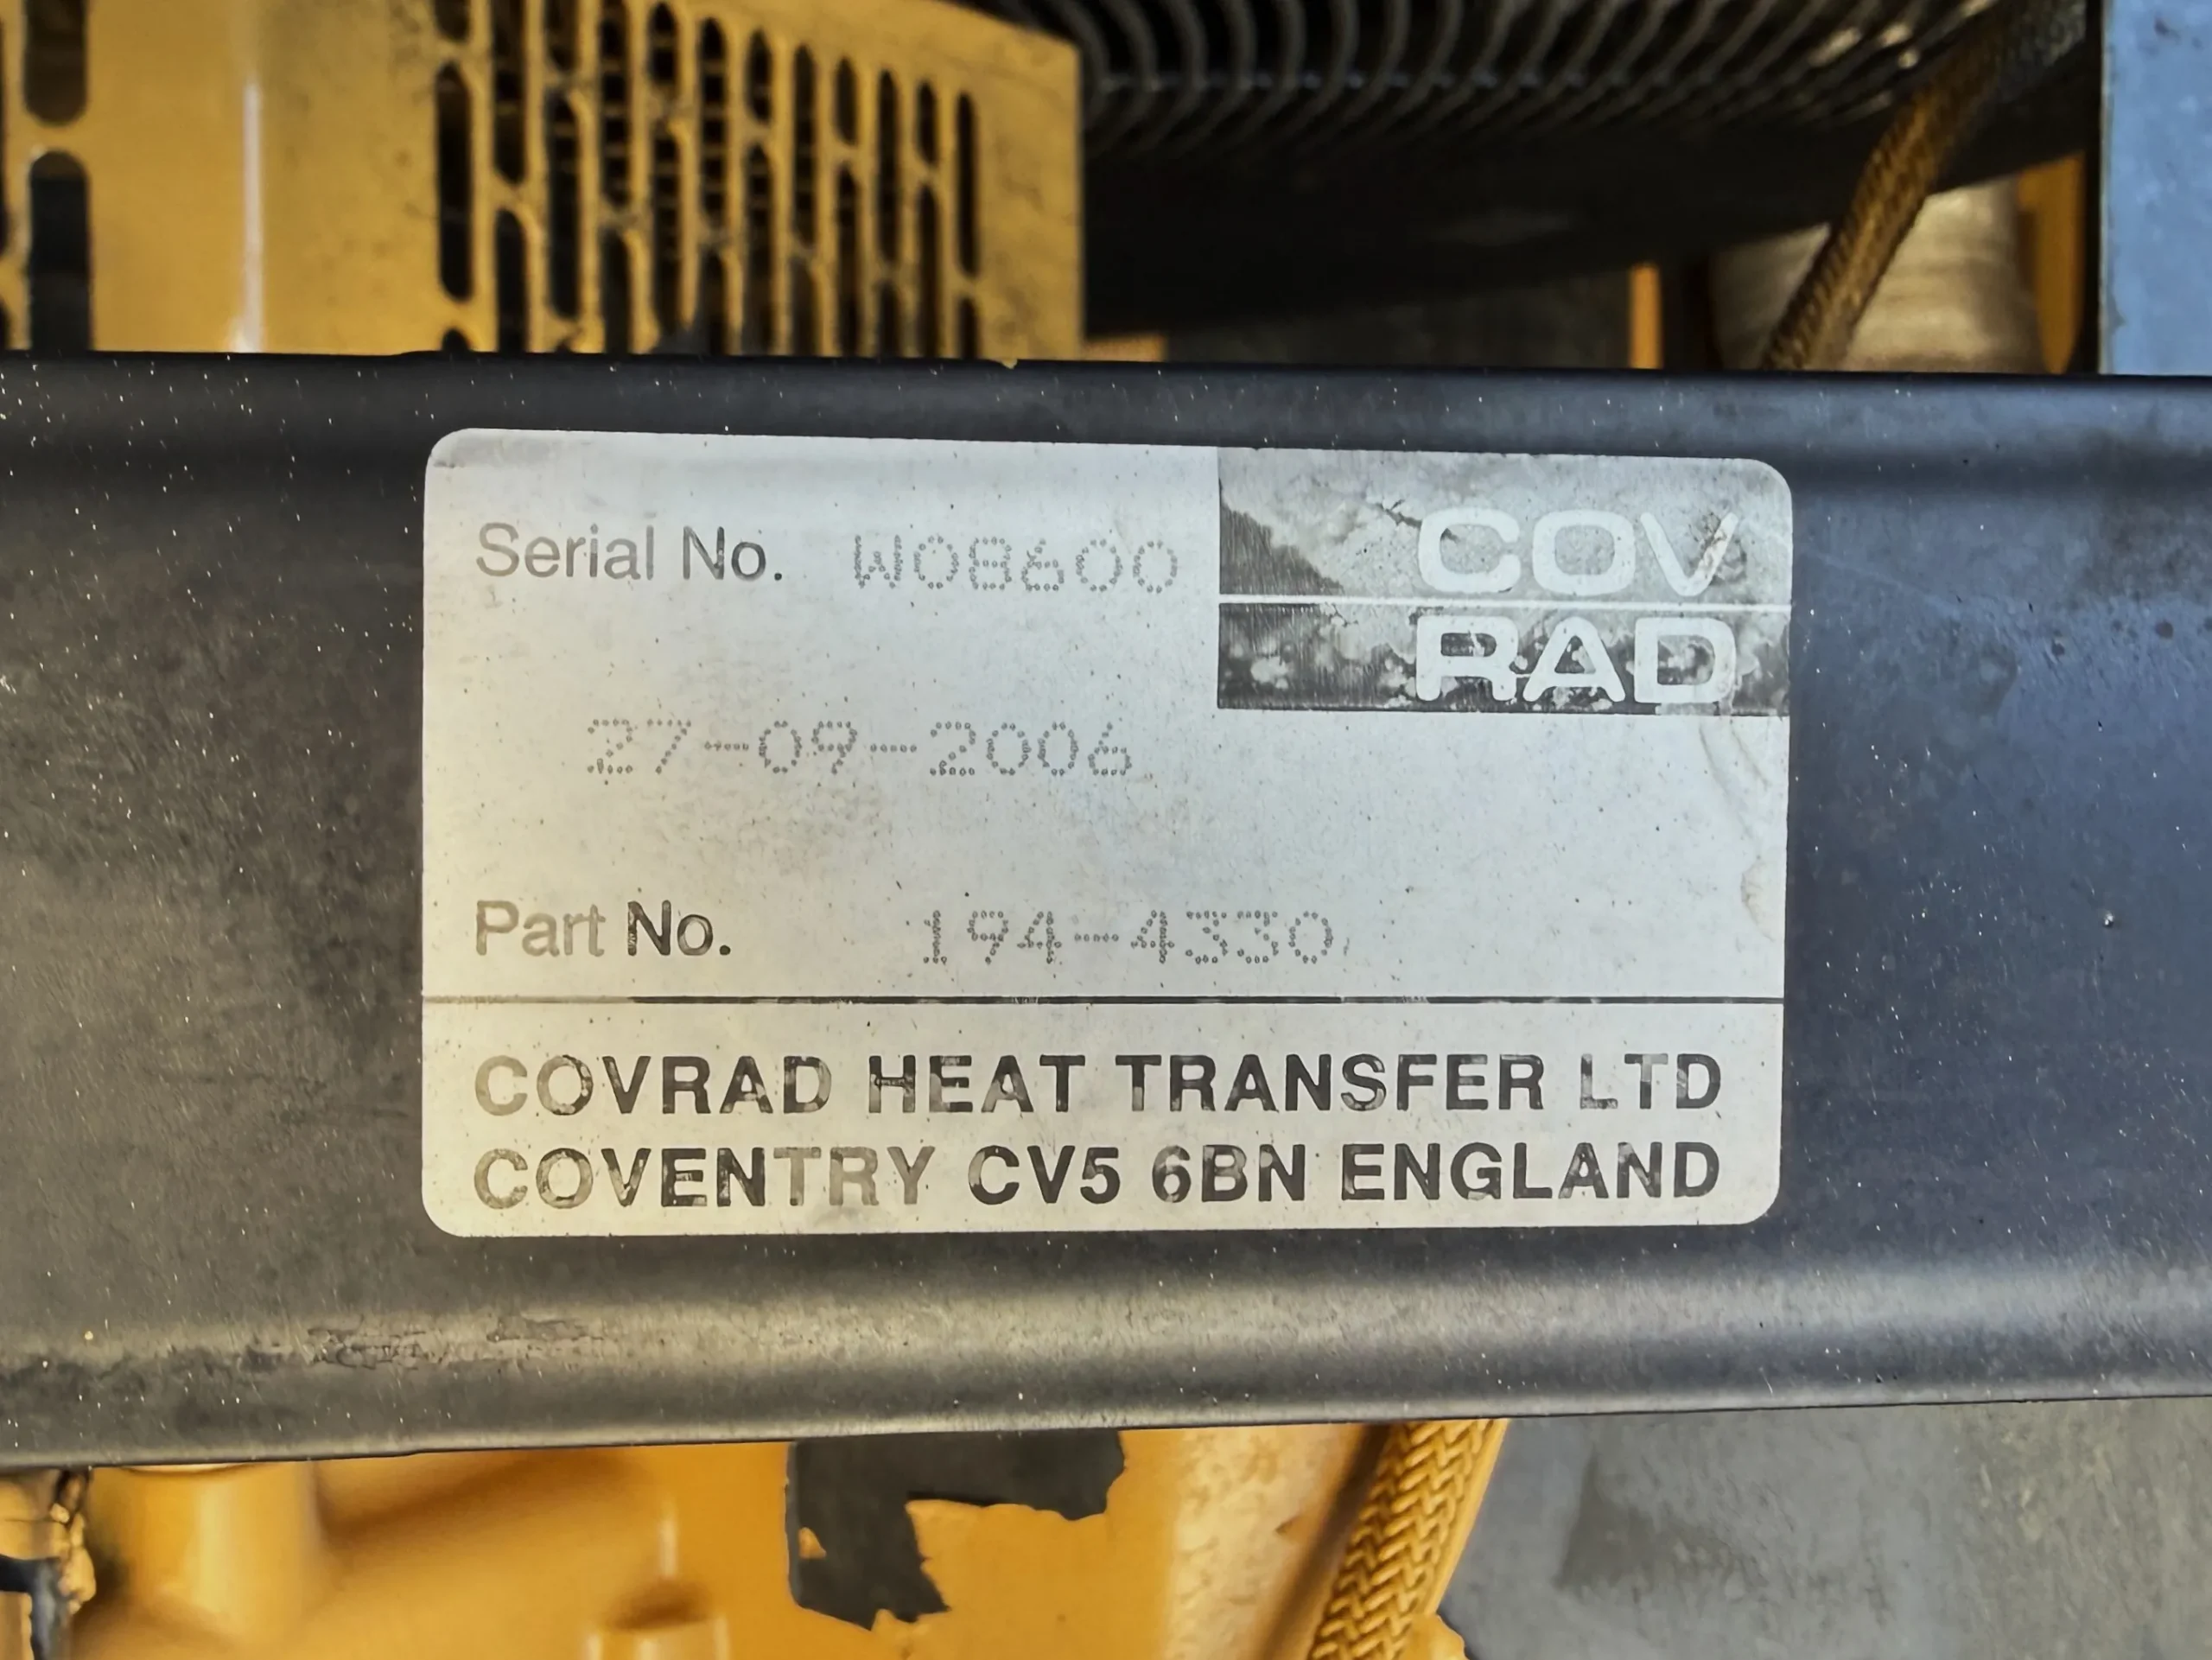 COV
RAD
Serial No.
27-09-2006
Part No. 194-4330
COVRAD HEAT TRANSFER LTD
COVENTRY CV5 6BN ENGLAND